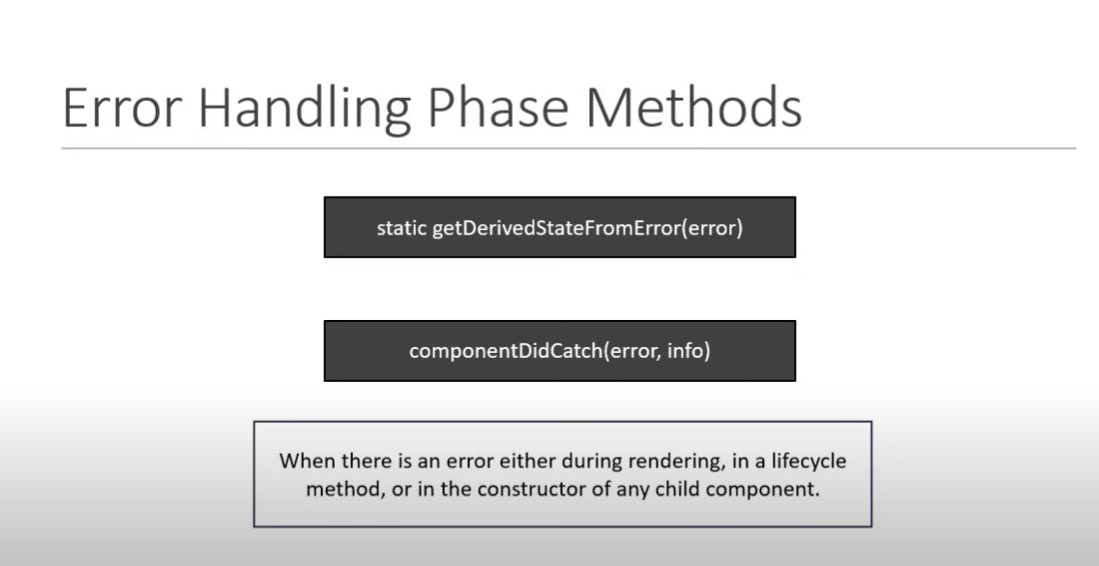 Error Handling Phase Methods
static getDerivedStateFromError(error)
componentDidCatch(error, info)
When there is an error either during rendering, in a lifecycle
method, or in the constructor of any child component.